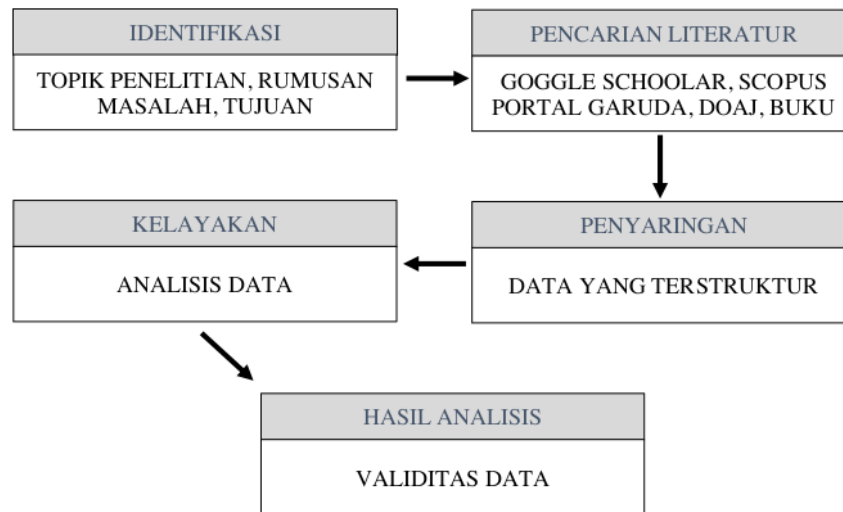 IDENTIFIKASI
TOPIK PENELITIAN, RUMUSAN
MASALAH, TUJUAN
PENCARIAN LITERATUR
GOGGLE SCHOOLAR, SCOPUS
PORTAL GARUDA, DOAJ, BUKU
PENYARINGAN
DATA YANG TERSTRUKTUR
KELAYAKAN
ANALISIS DATA
HASIL ANALISIS
VALIDITAS DATA